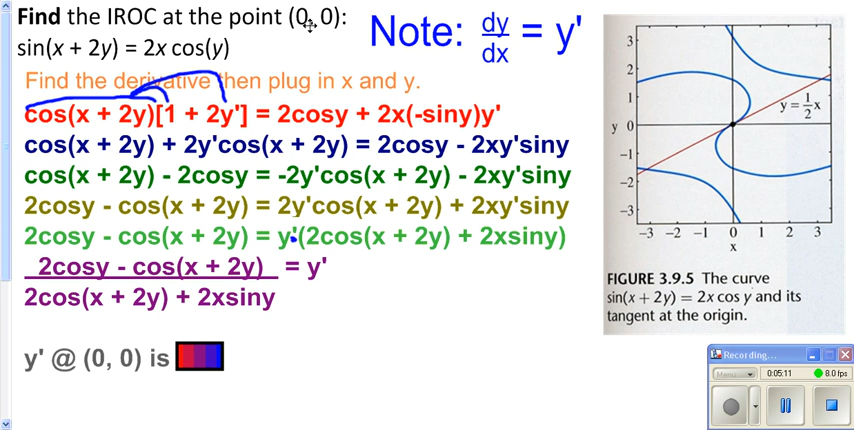 Find the IROC at the point (0, 0):
sin(x + 2y) = 2x cos(y)
Note: dy/dx = y'
Find the derivative then plug in x and y.
cos(x + 2y)[1 + 2y'] = 2cosy + 2x(-siny)y'
cos(x + 2y) + 2y'cos(x + 2y) = 2cosy - 2xy'siny
cos(x + 2y) - 2cosy = -2y'cos(x + 2y) - 2xy'siny
2cosy - cos(x + 2y) = 2y'cos(x + 2y) + 2xy'siny
2cosy - cos(x + 2y) = y'·(2cos(x + 2y) + 2xsiny)
2cosy - cos(x + 2y) = y'
2cos(x + 2y) + 2xsiny
y' @ (0, 0) is
3
2
1
y 0
−1
−2
−3
y = 1/2 x
−3 −2 −1 0 1 2 3
x
FIGURE 3.9.5 The curve
sin(x + 2y) = 2x cos y and its
tangent at the origin.
Recording...
Menu 0:05:11 8.0 fps